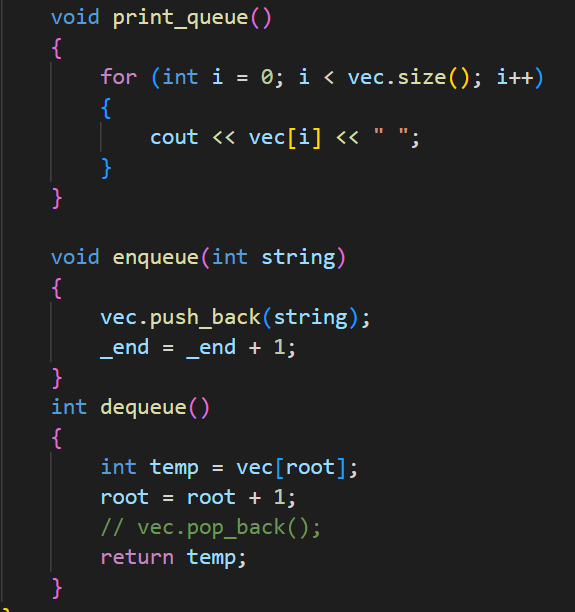 void print_queue()
{
for (int i = 0; i < vec.size(); i++)
{
cout << vec[i] << " ";
}
}
void enqueue(int string)
{
vec.push_back(string);
_end = _end + 1;
}
int dequeue()
{
int temp = vec[root];
root = root + 1;
// vec.pop_back();
return temp;
}